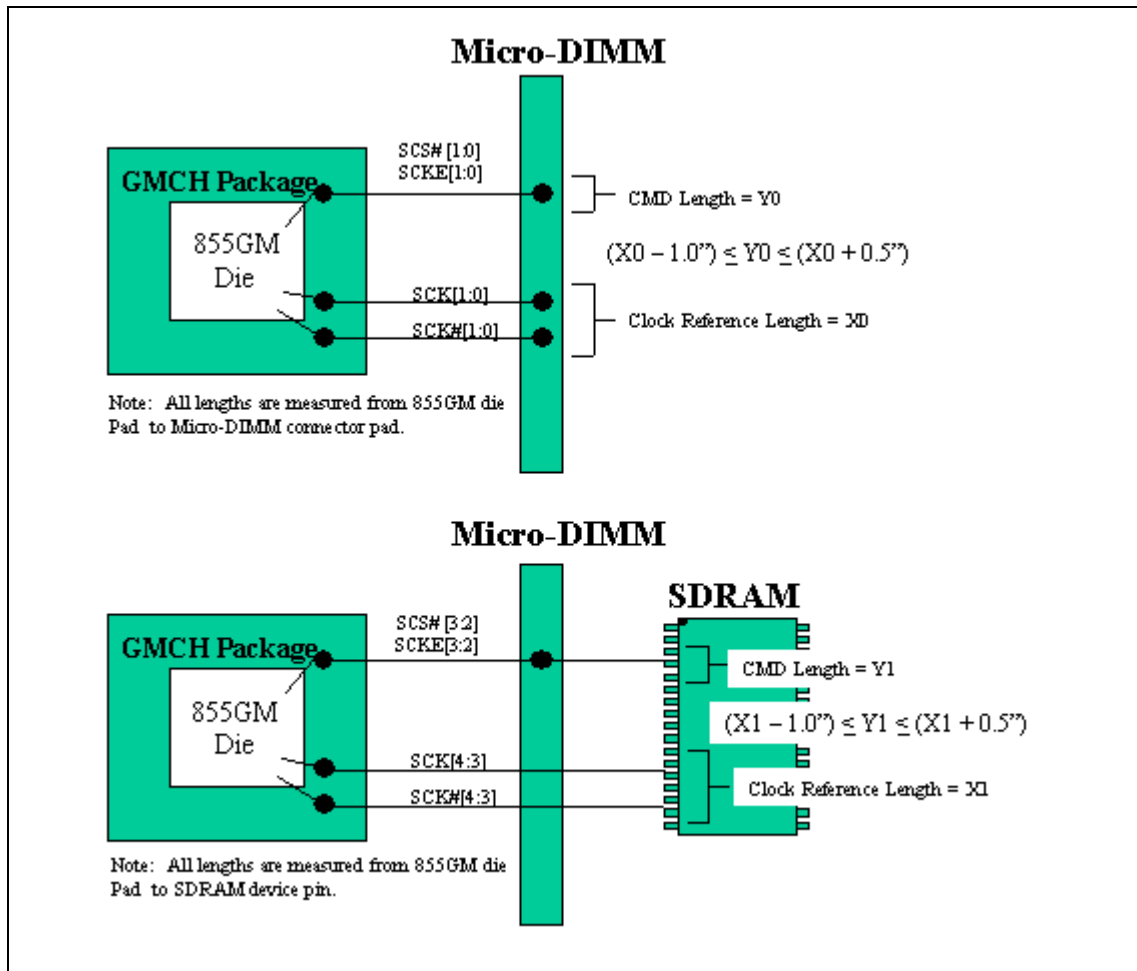 Micro-DIMM
SCS# [1:0]
SCKE[1:0]
GMCH Package
CMD Length = Y0
855GM
Die
(X0 – 1.0”) ≤ Y0 ≤ (X0 + 0.5”)
SCK[1:0]
Clock Reference Length = X0
SCK#[1:0]
Note: All lengths are measured from 855GM die
Pad to Micro-DIMM connector pad.
Micro-DIMM
SDRAM
SCS# [3:2]
SCKE[3:2]
GMCH Package
CMD Length = Y1
855GM
Die
(X1 – 1.0”) ≤ Y1 ≤ (X1 + 0.5”)
SCK[4:3]
Clock Reference Length = X1
SCK#[4:3]
Note: All lengths are measured from 855GM die
Pad to SDRAM device pin.